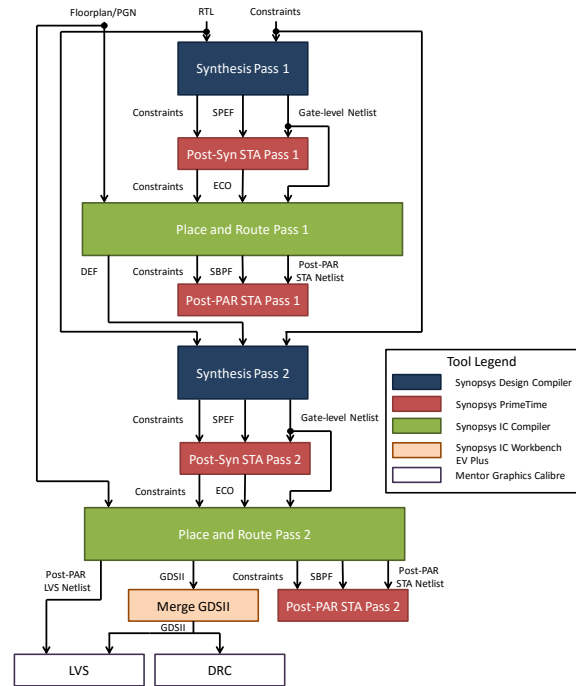 Floorplan/PGN
RTL
Constraints
Synthesis Pass 1
Constraints
SPEF
Gate-level Netlist
Post-Syn STA Pass 1
Constraints
ECO
Place and Route Pass 1
DEF
Constraints
SBPF
Post-PAR
STA Netlist
Post-PAR STA Pass 1
Synthesis Pass 2
Constraints
SPEF
Gate-level Netlist
Post-Syn STA Pass 2
Constraints
ECO
Place and Route Pass 2
Post-PAR
LVS Netlist
GDSII
Constraints
SBPF
Post-PAR
STA Netlist
Merge GDSII
Post-PAR STA Pass 2
GDSII
LVS
DRC
Tool Legend
Synopsys Design Compiler
Synopsys PrimeTime
Synopsys IC Compiler
Synopsys IC Workbench
EV Plus
Mentor Graphics Calibre